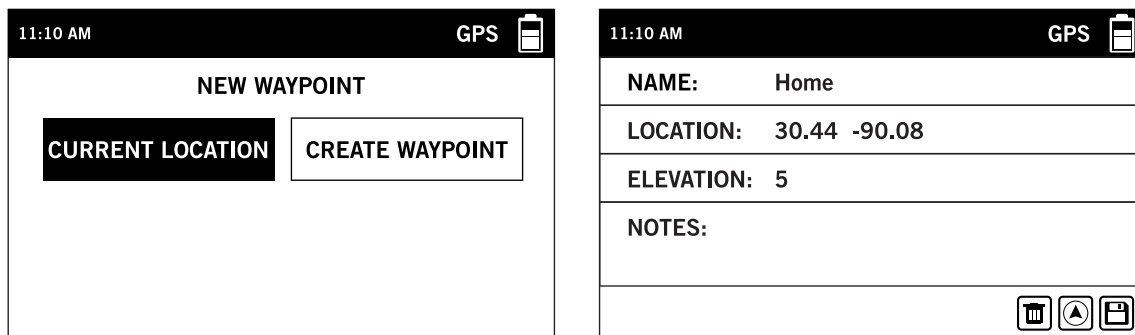 11:10 AM GPS
NEW WAYPOINT
CURRENT LOCATION CREATE WAYPOINT
11:10 AM GPS
NAME: Home
LOCATION: 30.44 -90.08
ELEVATION: 5
NOTES: